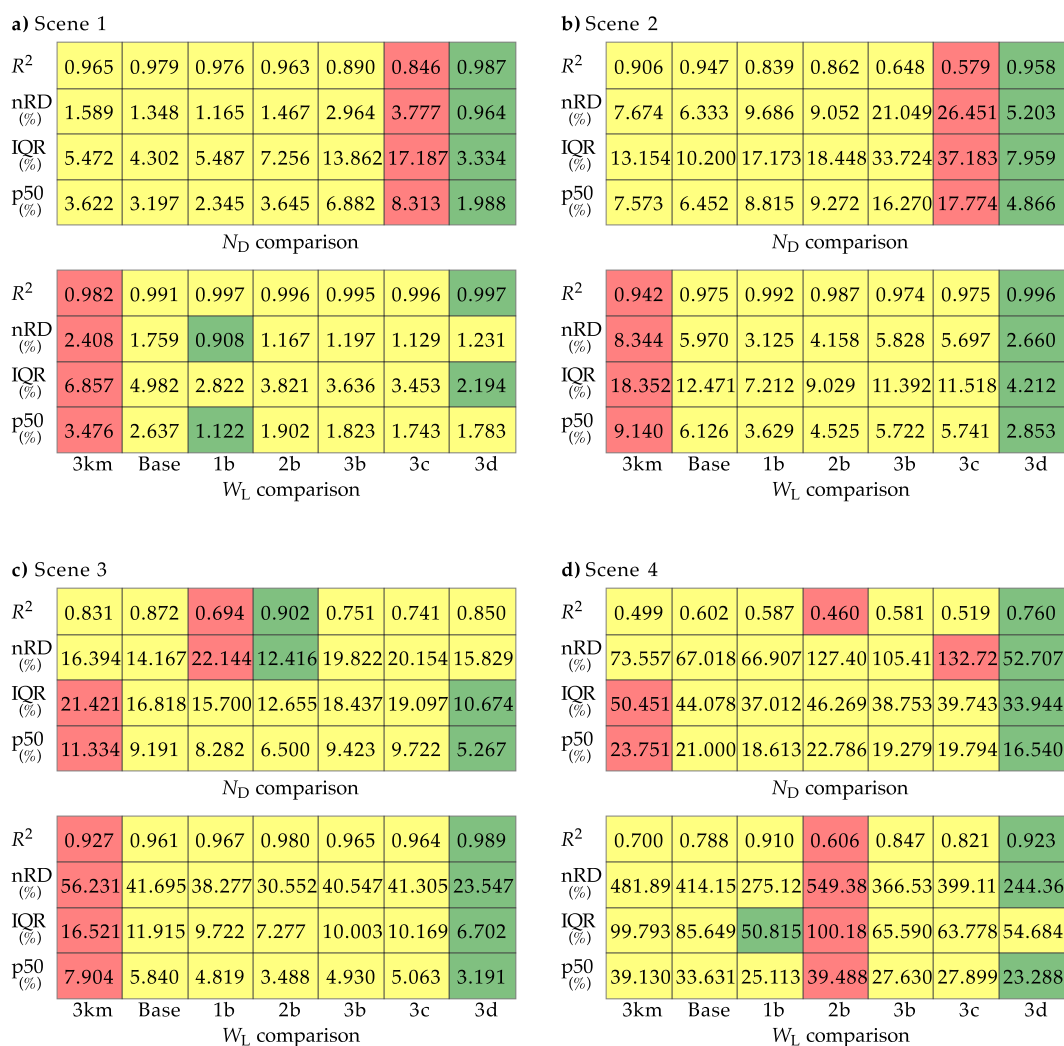 a) Scene 1
R² 0.965 0.979 0.976 0.963 0.890 0.846 0.987
nRD (%) 1.589 1.348 1.165 1.467 2.964 3.777 0.964
IQR (%) 5.472 4.302 5.487 7.256 13.862 17.187 3.334
p50 (%) 3.622 3.197 2.345 3.645 6.882 8.313 1.988
N_D comparison
R² 0.982 0.991 0.997 0.996 0.995 0.996 0.997
nRD (%) 2.408 1.759 0.908 1.167 1.197 1.129 1.231
IQR (%) 6.857 4.982 2.822 3.821 3.636 3.453 2.194
p50 (%) 3.476 2.637 1.122 1.902 1.823 1.743 1.783
3km Base 1b 2b 3b 3c 3d
W_L comparison
b) Scene 2
R² 0.906 0.947 0.839 0.862 0.648 0.579 0.958
nRD (%) 7.674 6.333 9.686 9.052 21.049 26.451 5.203
IQR (%) 13.154 10.200 17.173 18.448 33.724 37.183 7.959
p50 (%) 7.573 6.452 8.815 9.272 16.270 17.774 4.866
N_D comparison
R² 0.942 0.975 0.992 0.987 0.974 0.975 0.996
nRD (%) 8.344 5.970 3.125 4.158 5.828 5.697 2.660
IQR (%) 18.352 12.471 7.212 9.029 11.392 11.518 4.212
p50 (%) 9.140 6.126 3.629 4.525 5.722 5.741 2.853
3km Base 1b 2b 3b 3c 3d
W_L comparison
c) Scene 3
R² 0.831 0.872 0.694 0.902 0.751 0.741 0.850
nRD (%) 16.394 14.167 22.144 12.416 19.822 20.154 15.829
IQR (%) 21.421 16.818 15.700 12.655 18.437 19.097 10.674
p50 (%) 11.334 9.191 8.282 6.500 9.423 9.722 5.267
N_D comparison
R² 0.927 0.961 0.967 0.980 0.965 0.964 0.989
nRD (%) 56.231 41.695 38.277 30.552 40.547 41.305 23.547
IQR (%) 16.521 11.915 9.722 7.277 10.003 10.169 6.702
p50 (%) 7.904 5.840 4.819 3.488 4.930 5.063 3.191
3km Base 1b 2b 3b 3c 3d
W_L comparison
d) Scene 4
R² 0.499 0.602 0.587 0.460 0.581 0.519 0.760
nRD (%) 73.557 67.018 66.907 127.40 105.41 132.72 52.707
IQR (%) 50.451 44.078 37.012 46.269 38.753 39.743 33.944
p50 (%) 23.751 21.000 18.613 22.786 19.279 19.794 16.540
N_D comparison
R² 0.700 0.788 0.910 0.606 0.847 0.821 0.923
nRD (%) 481.89 414.15 275.12 549.38 366.53 399.11 244.36
IQR (%) 99.793 85.649 50.815 100.18 65.590 63.778 54.684
p50 (%) 39.130 33.631 25.113 39.488 27.630 27.899 23.288
3km Base 1b 2b 3b 3c 3d
W_L comparison